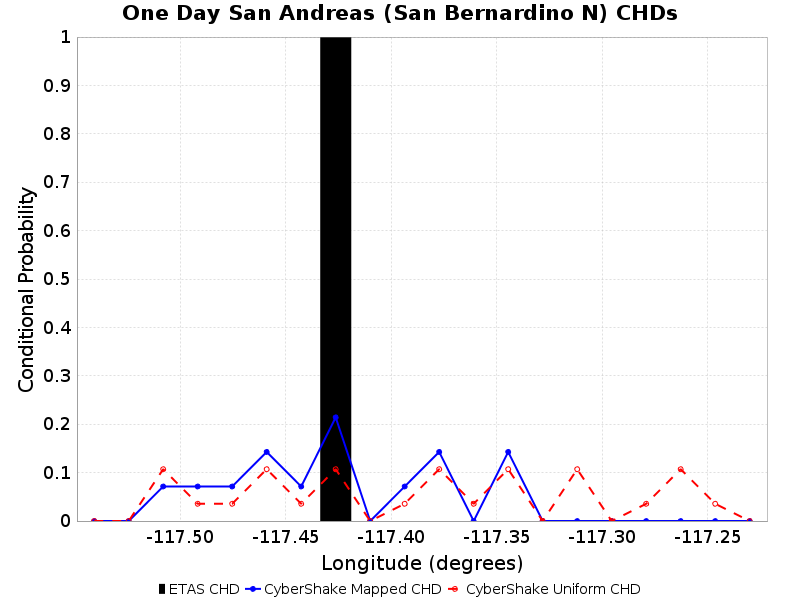 One Day San Andreas (San Bernardino N) CHDs
Conditional Probability
1
0.9
0.8
0.7
0.6
0.5
0.4
0.3
0.2
0.1
0
-117.50 -117.45 -117.40 -117.35 -117.30 -117.25
Longitude (degrees)
ETAS CHD CyberShake Mapped CHD CyberShake Uniform CHD